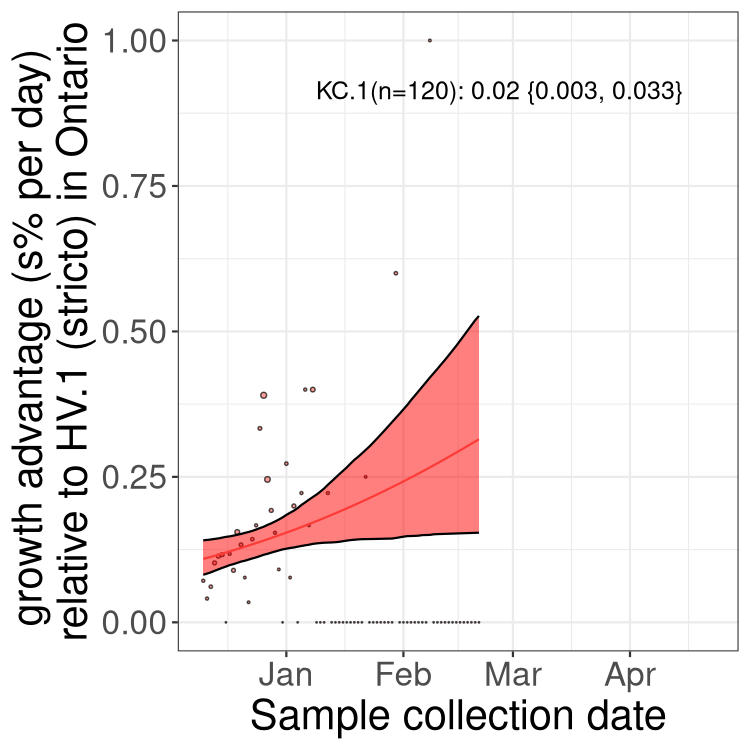 growth advantage (s% per day)
relative to HV.1 (stricto) in Ontario
1.00
0.75
0.50
0.25
0.00
KC.1(n=120): 0.02 {0.003, 0.033}
Jan Feb Mar Apr
Sample collection date